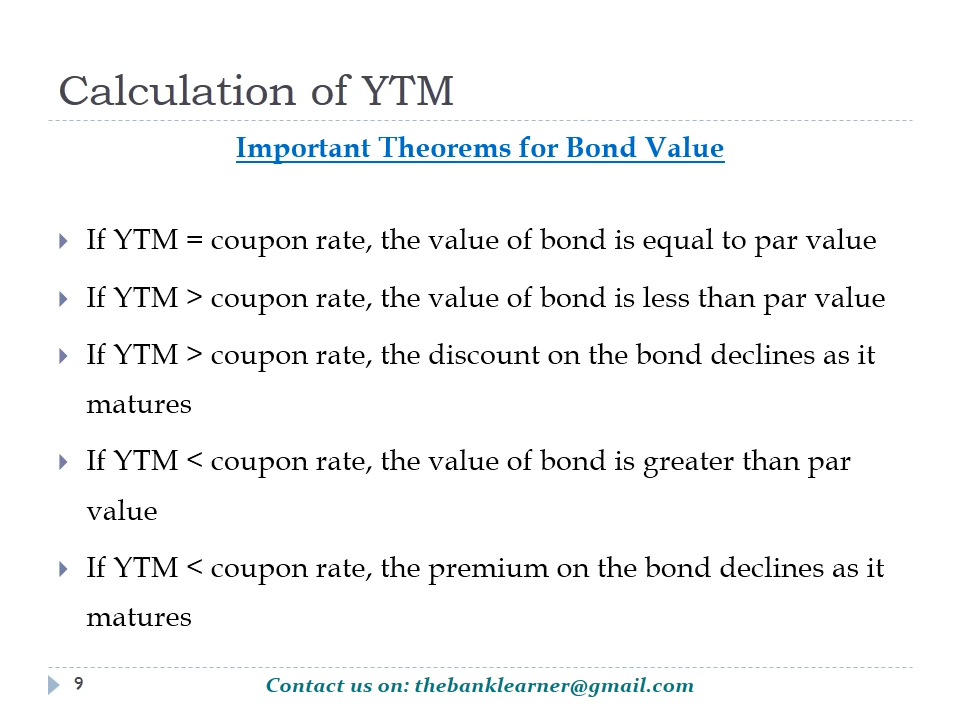 Calculation of YTM
Important Theorems for Bond Value
If YTM = coupon rate, the value of bond is equal to par value
If YTM > coupon rate, the value of bond is less than par value
If YTM > coupon rate, the discount on the bond declines as it
matures
If YTM < coupon rate, the value of bond is greater than par
value
If YTM < coupon rate, the premium on the bond declines as it
matures
9
Contact us on: thebanklearner@gmail.com